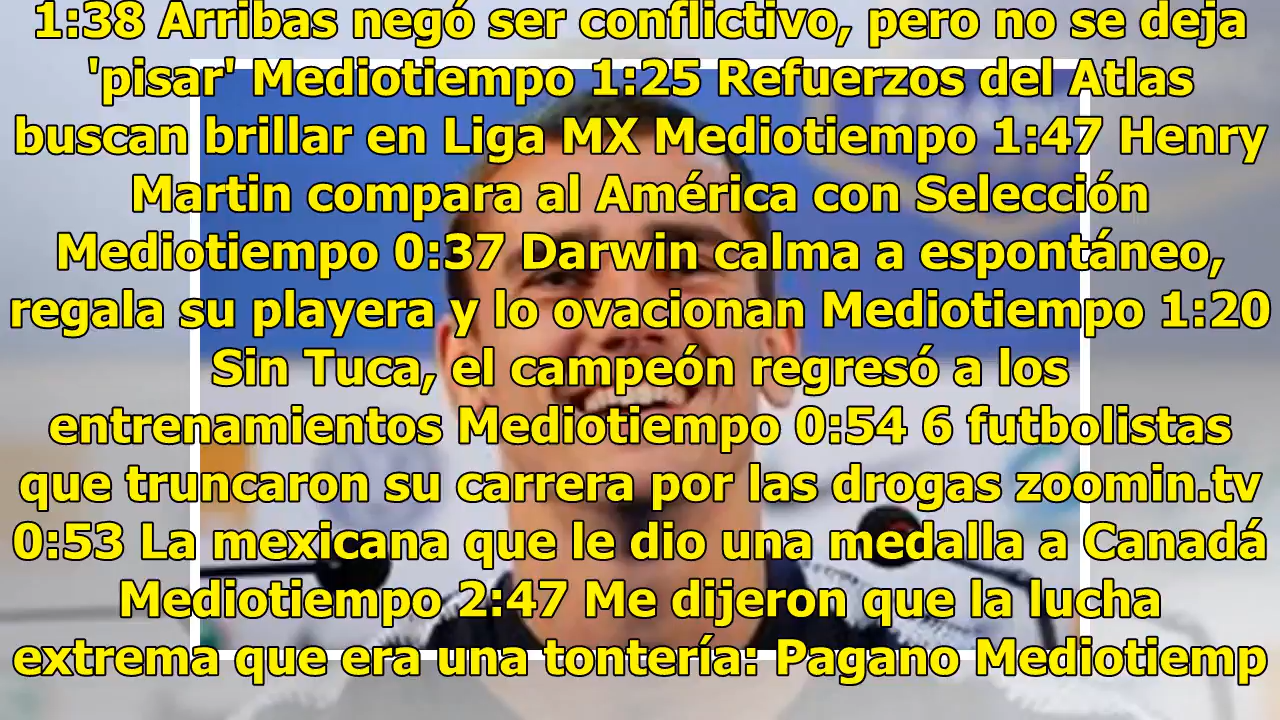 1:38 Arribas negó ser conflictivo, pero no se deja
'pisar' Mediotiempo 1:25 Refuerzos del Atlas
buscan brillar en Liga MX Mediotiempo 1:47 Henry
Martin compara al América con Selección
Mediotiempo 0:37 Darwin calma a espontáneo,
regala su playera y lo ovacionan Mediotiempo 1:20
Sin Tuca, el campeón regresó a los
entrenamientos Mediotiempo 0:54 6 futbolistas
que truncaron su carrera por las drogas zoomin.tv
0:53 La mexicana que le dio una medalla a Canadá
Mediotiempo 2:47 Me dijeron que la lucha
extrema que era una tontería: Pagano Mediotiemp